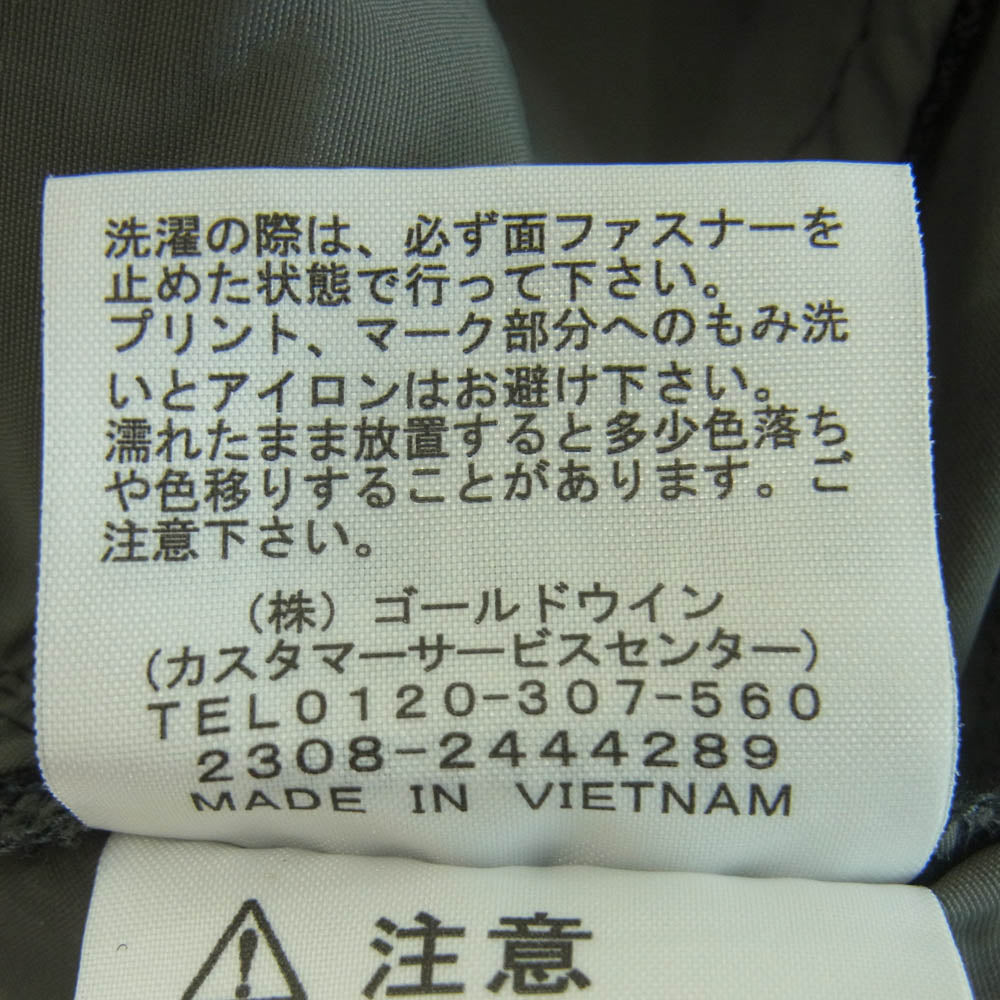 洗濯の際は、必ず面ファスナーを
止めた状態で行って下さい。
プリント、マーク部分へのもみ洗
いとアイロンはお避け下さい。
濡れたまま放置すると多少色落ち
や色移りすることがあります。ご
注意下さい。
(株) ゴールドウイン
(カスタマーサービスセンター)
TEL0120-307-560
2308-2444289
MADE IN VIETNAM
注意